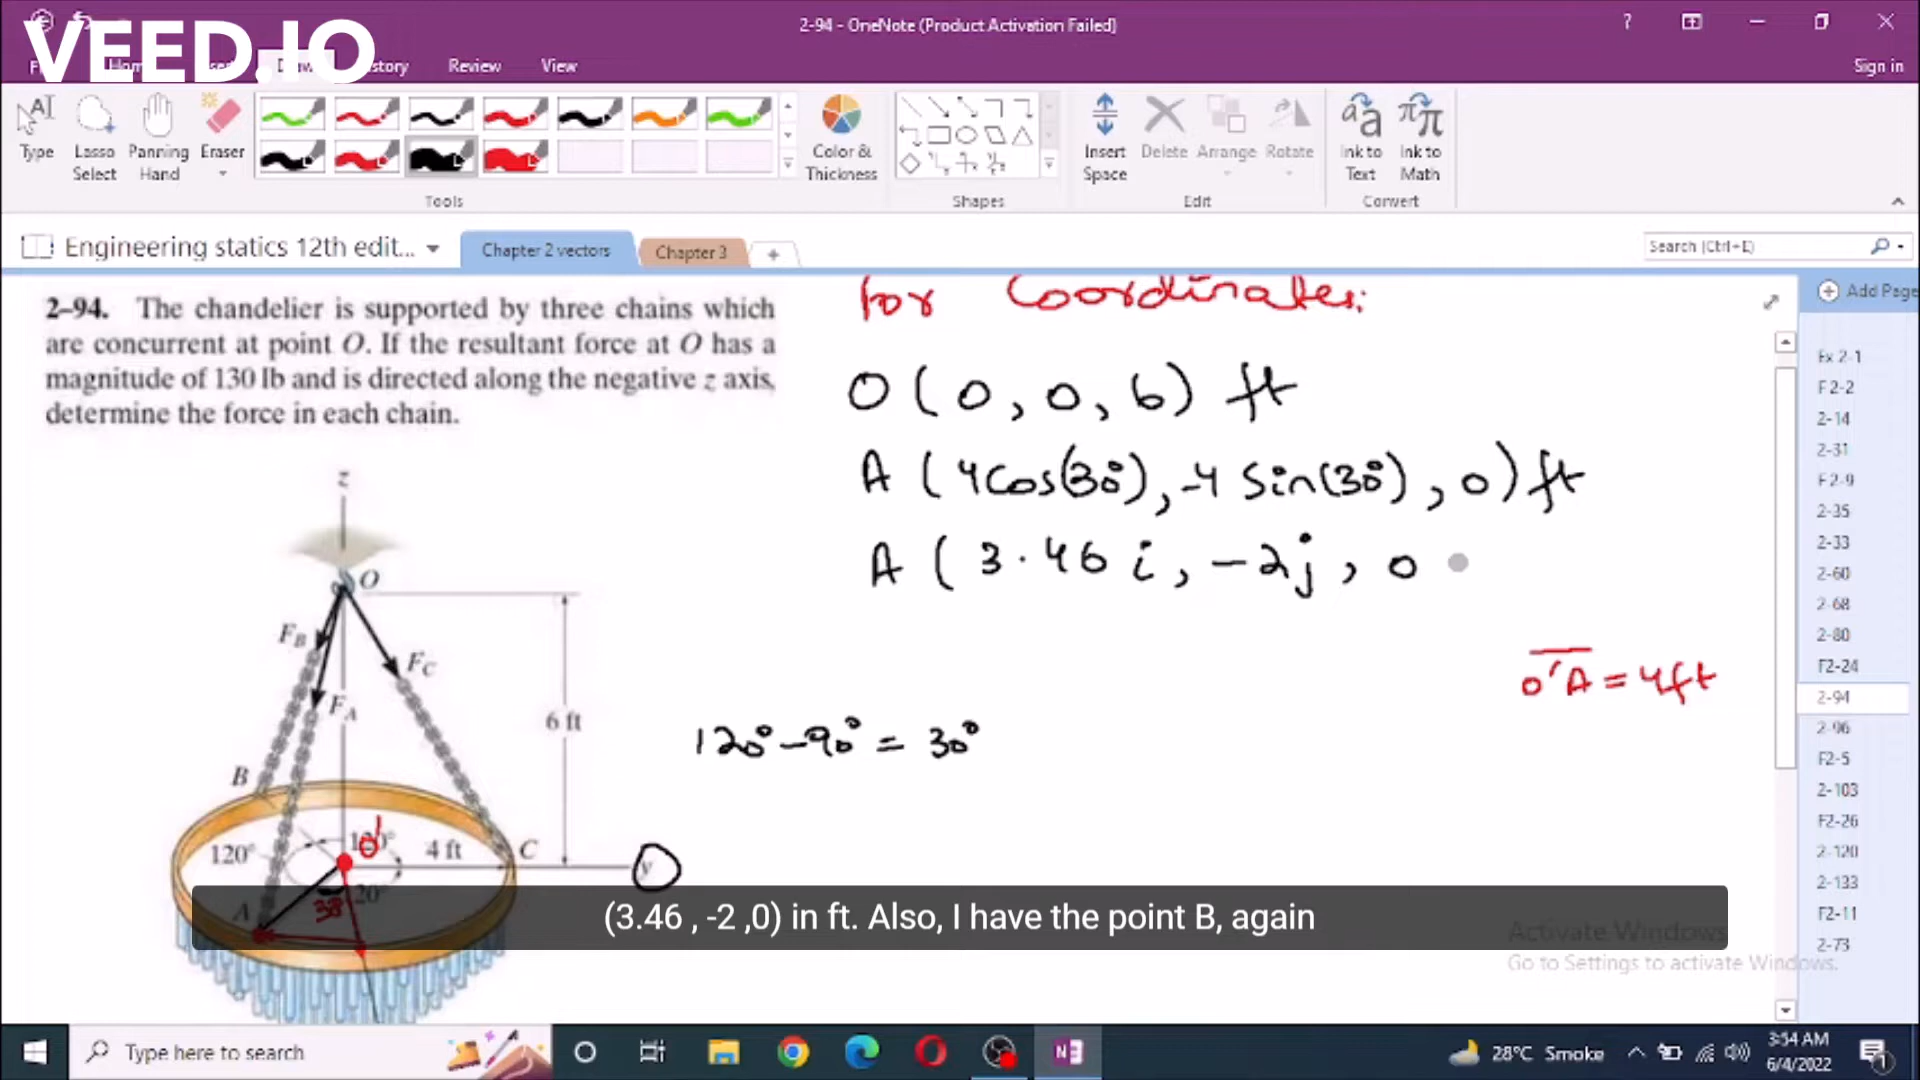 2-94 - OneNote (Product Activation Failed)
?
VEED.IO
History
Review
View
Sign in
Type
Lasso Select
Panning Hand
Eraser
Color & Thickness
Insert Space
Delete
Arrange
Rotate
Ink to Text
Ink to Math
Tools
Shapes
Edit
Convert
Engineering statics 12th edit...
Chapter 2 vectors
Chapter 3
+
Search (Ctrl+E)
Add Page
2–94. The chandelier is supported by three chains which
are concurrent at point O. If the resultant force at O has a
magnitude of 130 lb and is directed along the negative z axis,
determine the force in each chain.
for Coordinates:
O ( 0 , 0 , 6 ) ft
A ( 4Cos(30°), -4 Sin(30°) , 0 ) ft
A ( 3.46 i , -2j , 0
O'A = 4ft
120° - 90° = 30°
z
O
F_B
F_C
F_A
6 ft
B
120°
O'
120°
4 ft
C
y
A
30°
120°
(3.46 , -2 ,0) in ft. Also, I have the point B, again
Activate Windows
Go to Settings to activate Windows.
Ex 2-1
F 2-2
2-14
2-31
F 2-9
2-35
2-33
2-60
2-68
2-80
F2-24
2-94
2-96
F2-5
2-103
F2-26
2-120
2-133
F2-11
2-73
Type here to search
28°C Smoke
3:54 AM
6/4/2022
1